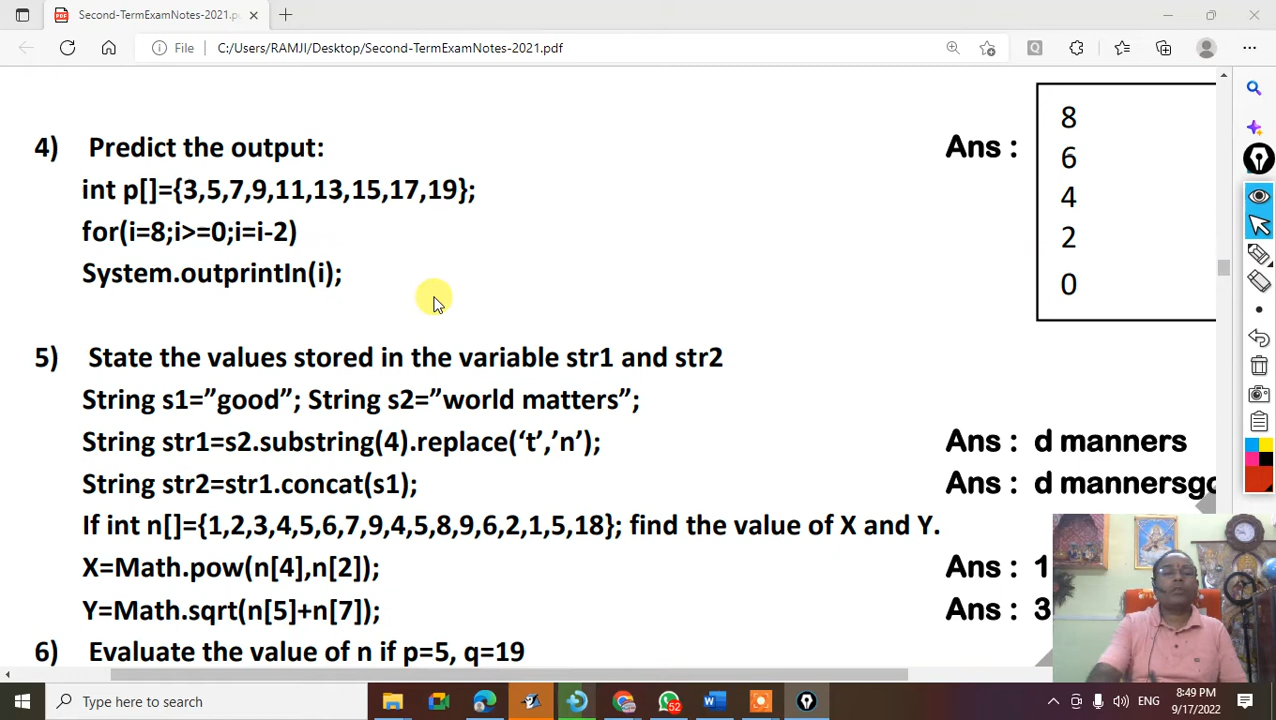 Second-TermExamNotes-2021.p
File C:/Users/RAMJI/Desktop/Second-TermExamNotes-2021.pdf
4) Predict the output: Ans : 8
6
int p[]={3,5,7,9,11,13,15,17,19};
4
for(i=8;i>=0;i=i-2)
2
System.outprintIn(i);
0
5) State the values stored in the variable str1 and str2
String s1=”good”; String s2=”world matters”;
String str1=s2.substring(4).replace(‘t’,’n’); Ans : d manners
String str2=str1.concat(s1); Ans : d mannersgo
If int n[]={1,2,3,4,5,6,7,9,4,5,8,9,6,2,1,5,18}; find the value of X and Y.
X=Math.pow(n[4],n[2]); Ans : 1
Y=Math.sqrt(n[5]+n[7]); Ans : 3
6) Evaluate the value of n if p=5, q=19
Type here to search
52
ENG
8:49 PM
9/17/2022